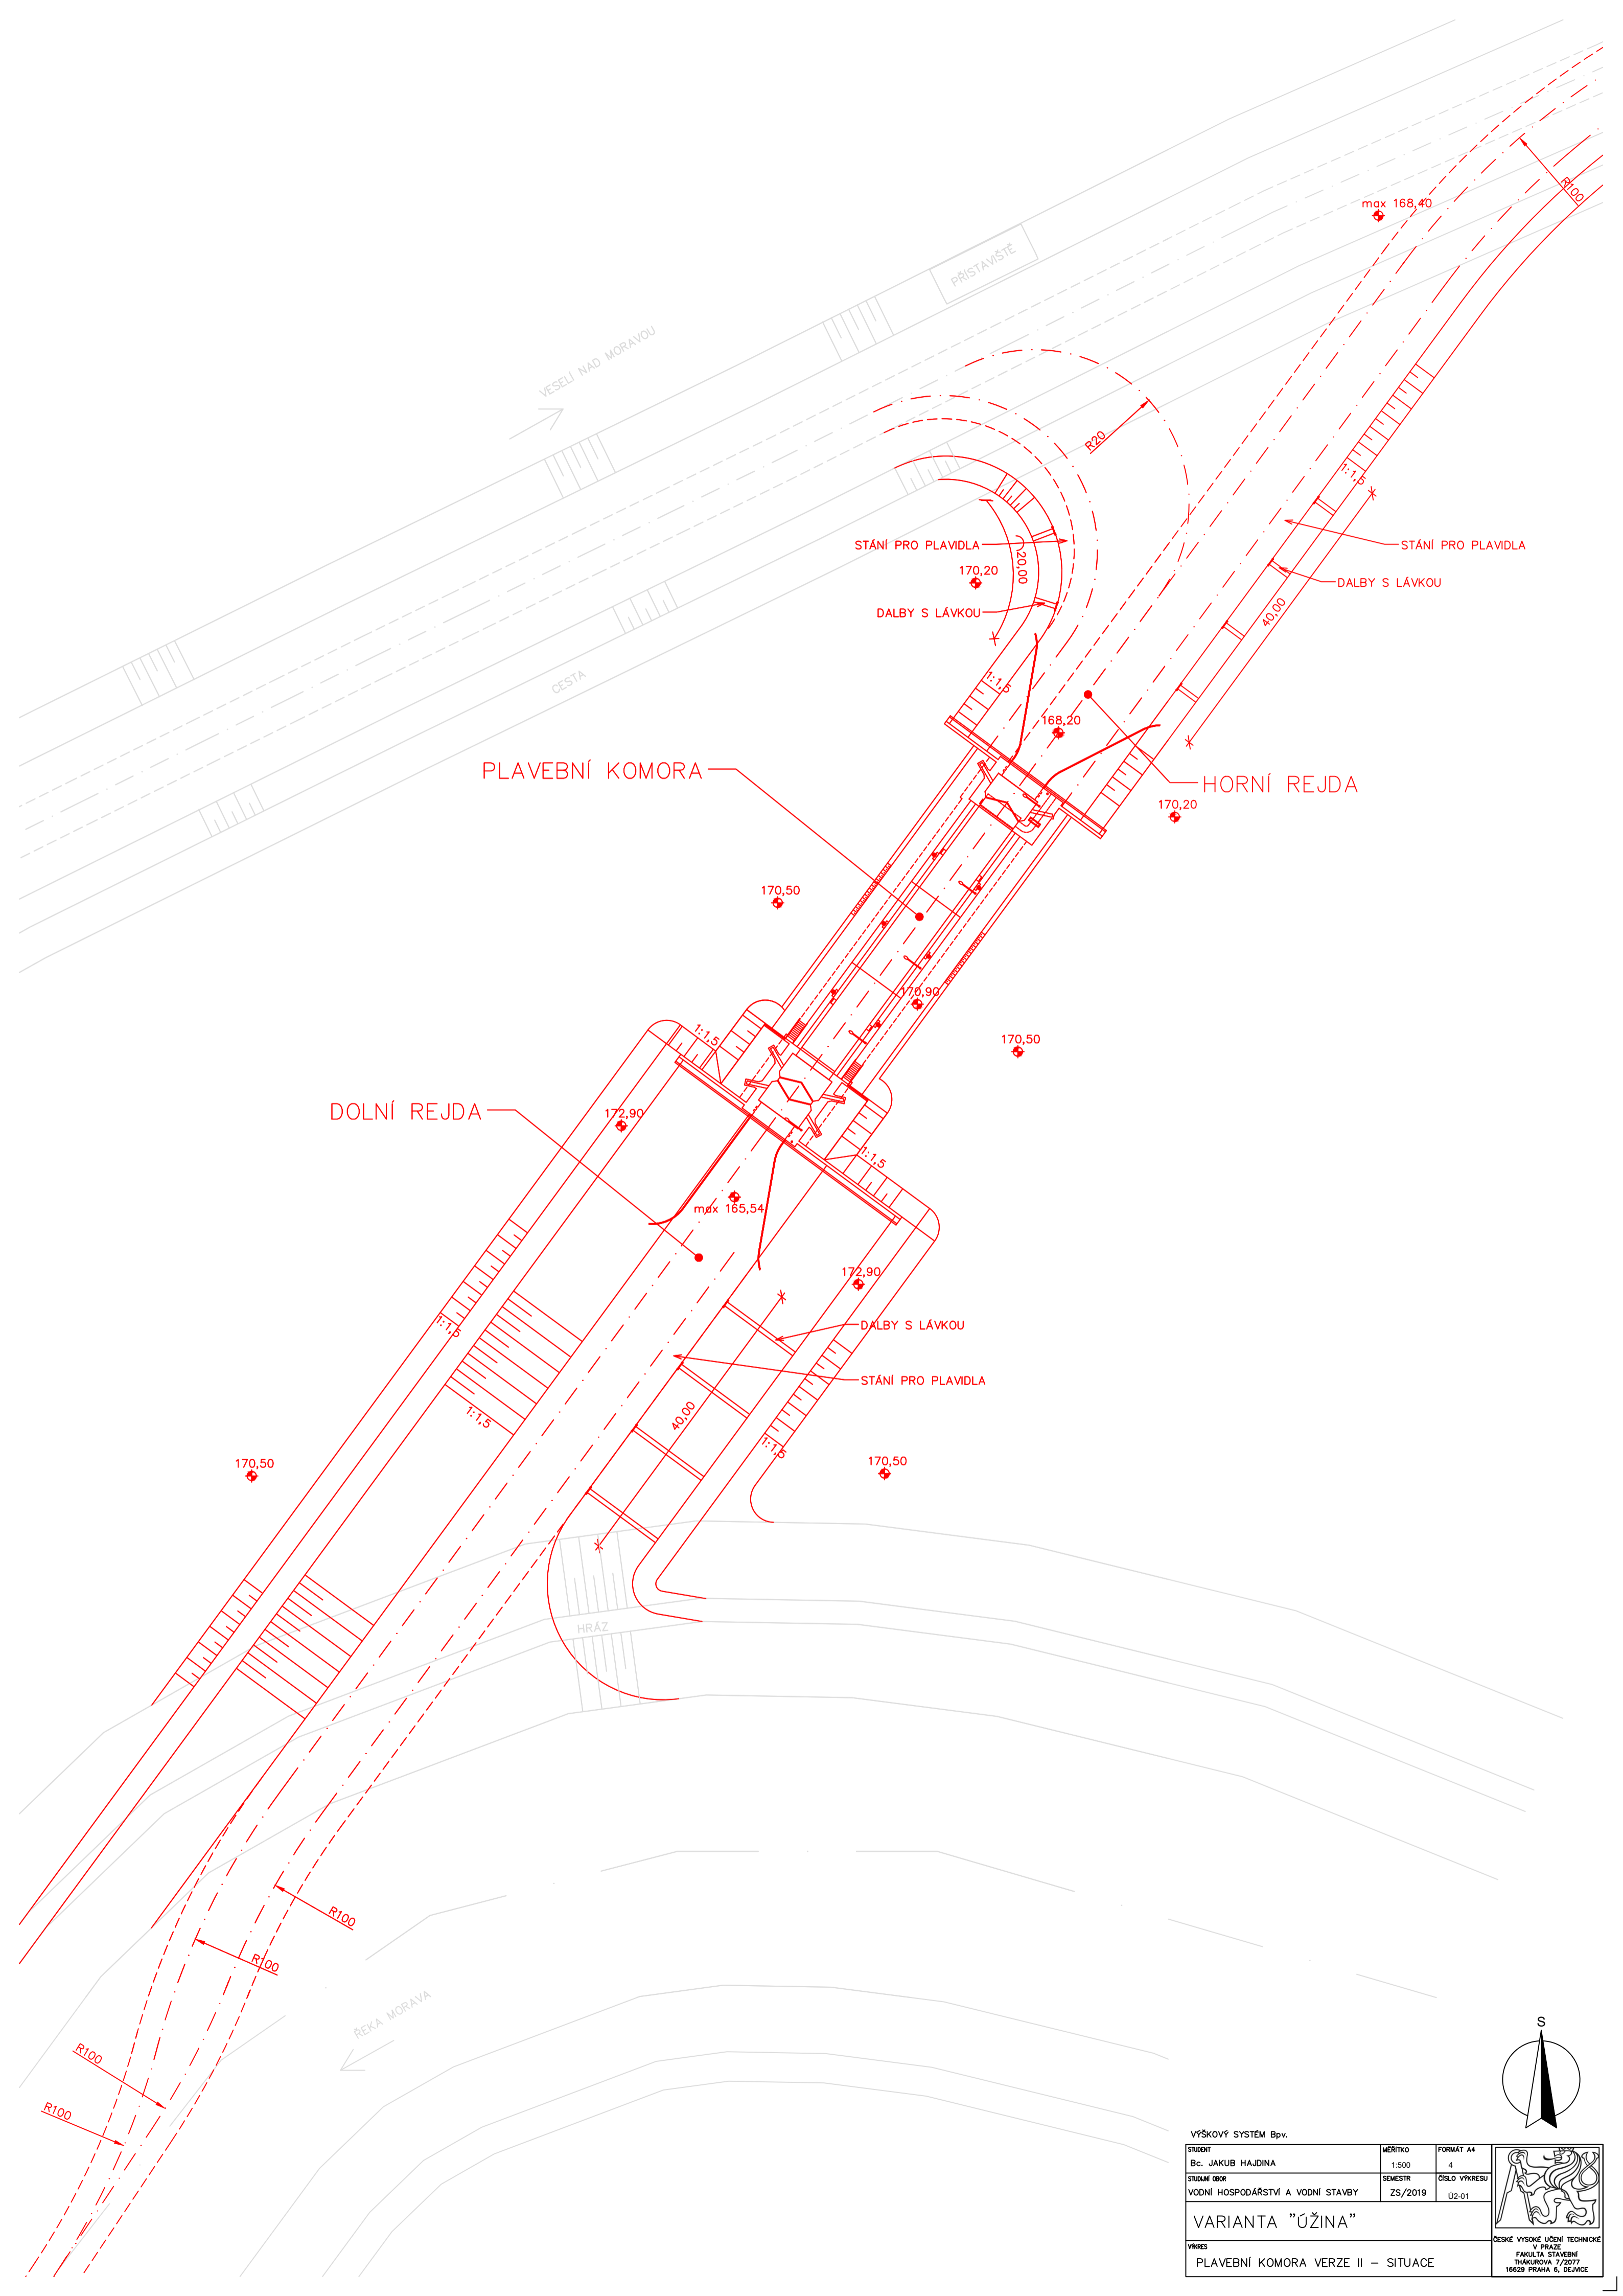 R100
max 168,40
PŘÍSTAVIŠTĚ
VESELÍ NAD MORAVOU
R20
1:1,5
STÁNÍ PRO PLAVIDLA
STÁNÍ PRO PLAVIDLA
20,00
170,20
DALBY S LÁVKOU
DALBY S LÁVKOU
40,00
CESTA
1:1,5
168,20
PLAVEBNÍ KOMORA
HORNÍ REJDA
170,20
170,50
170,90
1:1,5
170,50
DOLNÍ REJDA
172,90
1:1,5
max 165,54
172,90
1:1,5
DALBY S LÁVKOU
STÁNÍ PRO PLAVIDLA
40,00
1:1,5
1:1,5
170,50
170,50
HRÁZ
R100
R100
ŘEKA MORAVA
R100
R100
S
VÝŠKOVÝ SYSTÉM Bpv.
STUDENT
MĚŘÍTKO
FORMÁT A4
Bc. JAKUB HAJDINA
1:500
4
STUDIJNÍ OBOR
SEMESTR
ČÍSLO VÝKRESU
VODNÍ HOSPODÁŘSTVÍ A VODNÍ STAVBY
ZS/2019
Ú2-01
VARIANTA "ÚŽINA"
VÝKRES
PLAVEBNÍ KOMORA VERZE II – SITUACE
ČESKÉ VYSOKÉ UČENÍ TECHNICKÉ
V PRAZE
FAKULTA STAVEBNÍ
THÁKUROVA 7/2077
16629 PRAHA 6, DEJVICE